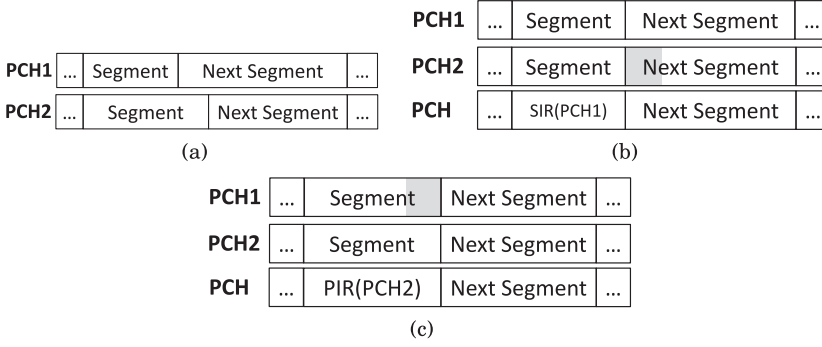 PCH1 ... Segment Next Segment ...
PCH2 ... Segment Next Segment ...
(a)
PCH1 ... Segment Next Segment ...
PCH2 ... Segment Next Segment ...
PCH ... SIR(PCH1) Next Segment ...
(b)
PCH1 ... Segment Next Segment ...
PCH2 ... Segment Next Segment ...
PCH ... PIR(PCH2) Next Segment ...
(c)